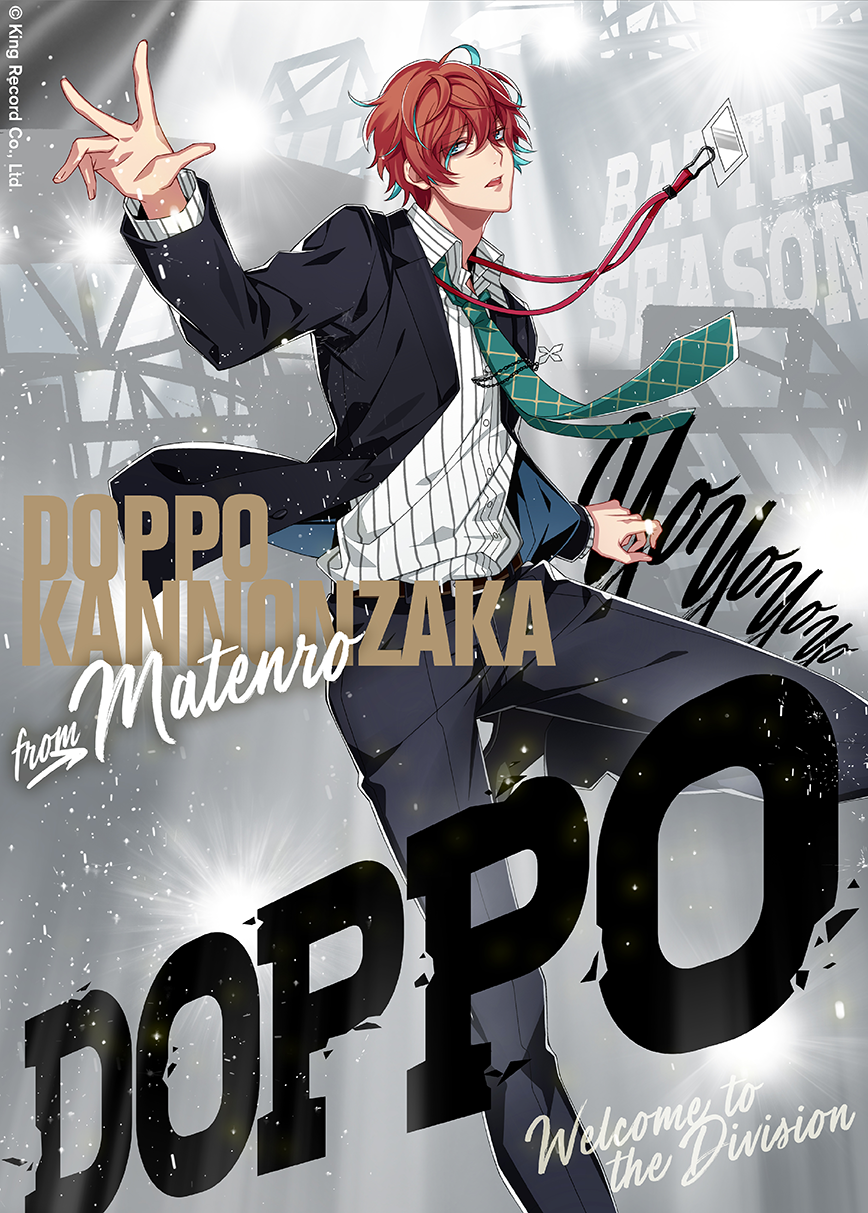 © King Record Co., Ltd.
BATTLE
SEASON
yo yo yo yo
DOPPO
KANNONZAKA
from Matenro
DOPPO
Welcome to
the Division